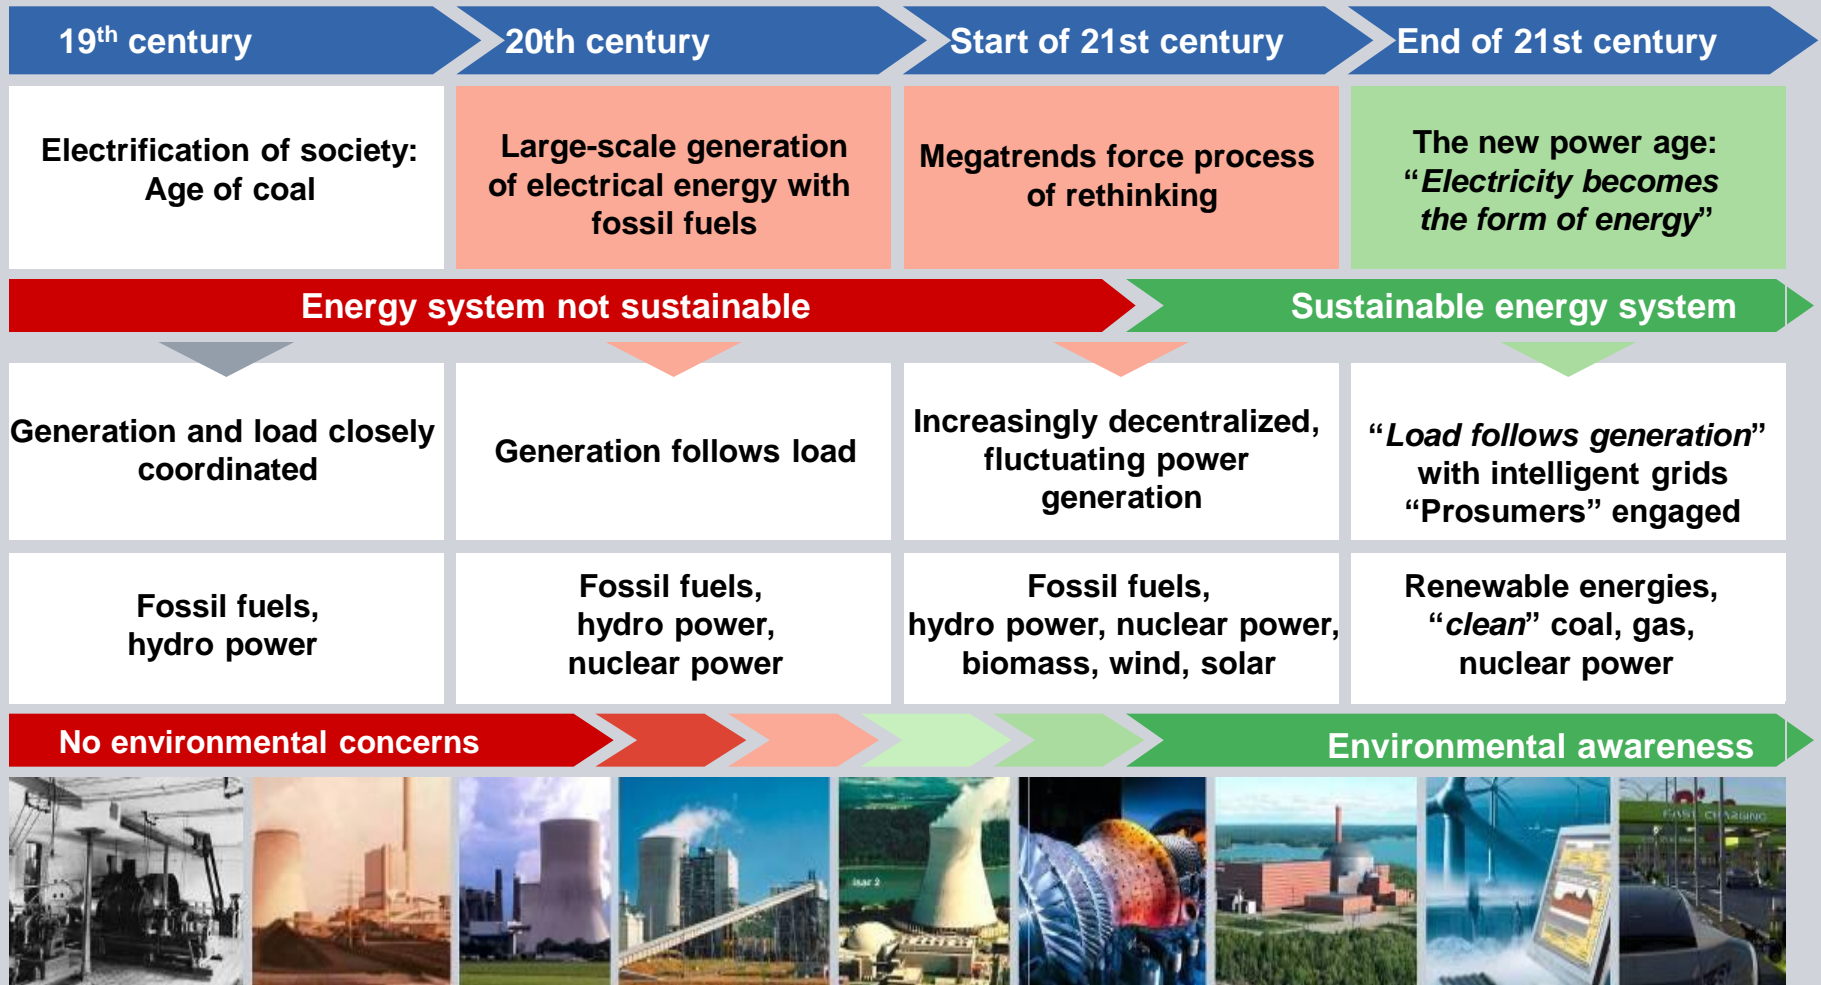 19th century
20th century
Start of 21st century
End of 21st century
Electrification of society:
Age of coal
Large-scale generation
of electrical energy with
fossil fuels
Megatrends force process
of rethinking
The new power age:
“Electricity becomes
the form of energy”
Energy system not sustainable
Sustainable energy system
Generation and load closely
coordinated
Generation follows load
Increasingly decentralized,
fluctuating power
generation
“Load follows generation”
with intelligent grids
“Prosumers” engaged
Fossil fuels,
hydro power
Fossil fuels,
hydro power,
nuclear power
Fossil fuels,
hydro power, nuclear power,
biomass, wind, solar
Renewable energies,
“clean” coal, gas,
nuclear power
No environmental concerns
Environmental awareness
Isar 2
FAST CHARGING